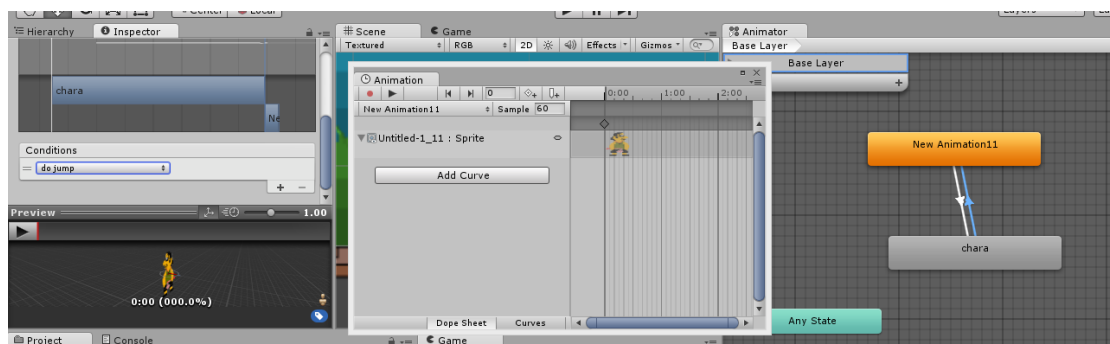 Center
Local
Layers
Hierarchy
Inspector
chara
Ne
Conditions
do jump
+ −
Preview
1.00
0:00 (000.0%)
Project
Console
Scene
Game
Textured
RGB
2D
Effects
Gizmos
Animation
0
0:00
1:00
2:00
New Animation11
Sample 60
Untitled-1_11 : Sprite
Add Curve
Dope Sheet
Curves
Game
Animator
Base Layer
Base Layer
+
New Animation11
chara
Any State